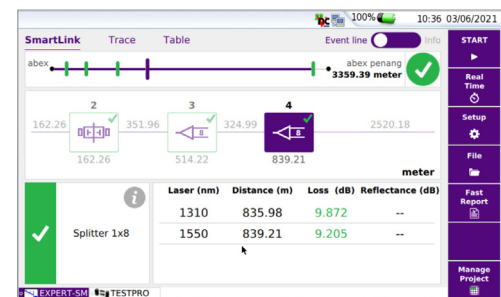 100% 10:36 03/06/2021
SmartLink Trace Table Event line Info
START
abex
abex penang
3359.39 meter
Real
Time
2 3 4
162.26 351.96 324.99 2520.18
8 8
162.26 514.22 839.21
meter
Setup
File
Fast
Report
Laser (nm) Distance (m) Loss (dB) Reflectance (dB)
1310 835.98 9.872 --
Splitter 1x8
1550 839.21 9.205 --
Manage
Project
EXPERT-SM TESTPRO